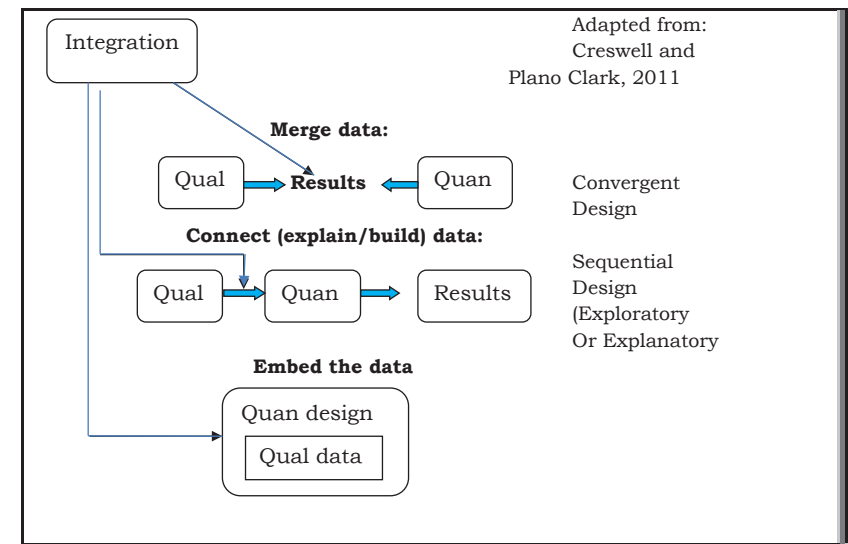 Integration
Adapted from:
Creswell and
Plano Clark, 2011
Merge data:
Qual
Results
Quan
Convergent
Design
Connect (explain/build) data:
Qual
Quan
Results
Sequential
Design
(Exploratory
Or Explanatory
Embed the data
Quan design
Qual data